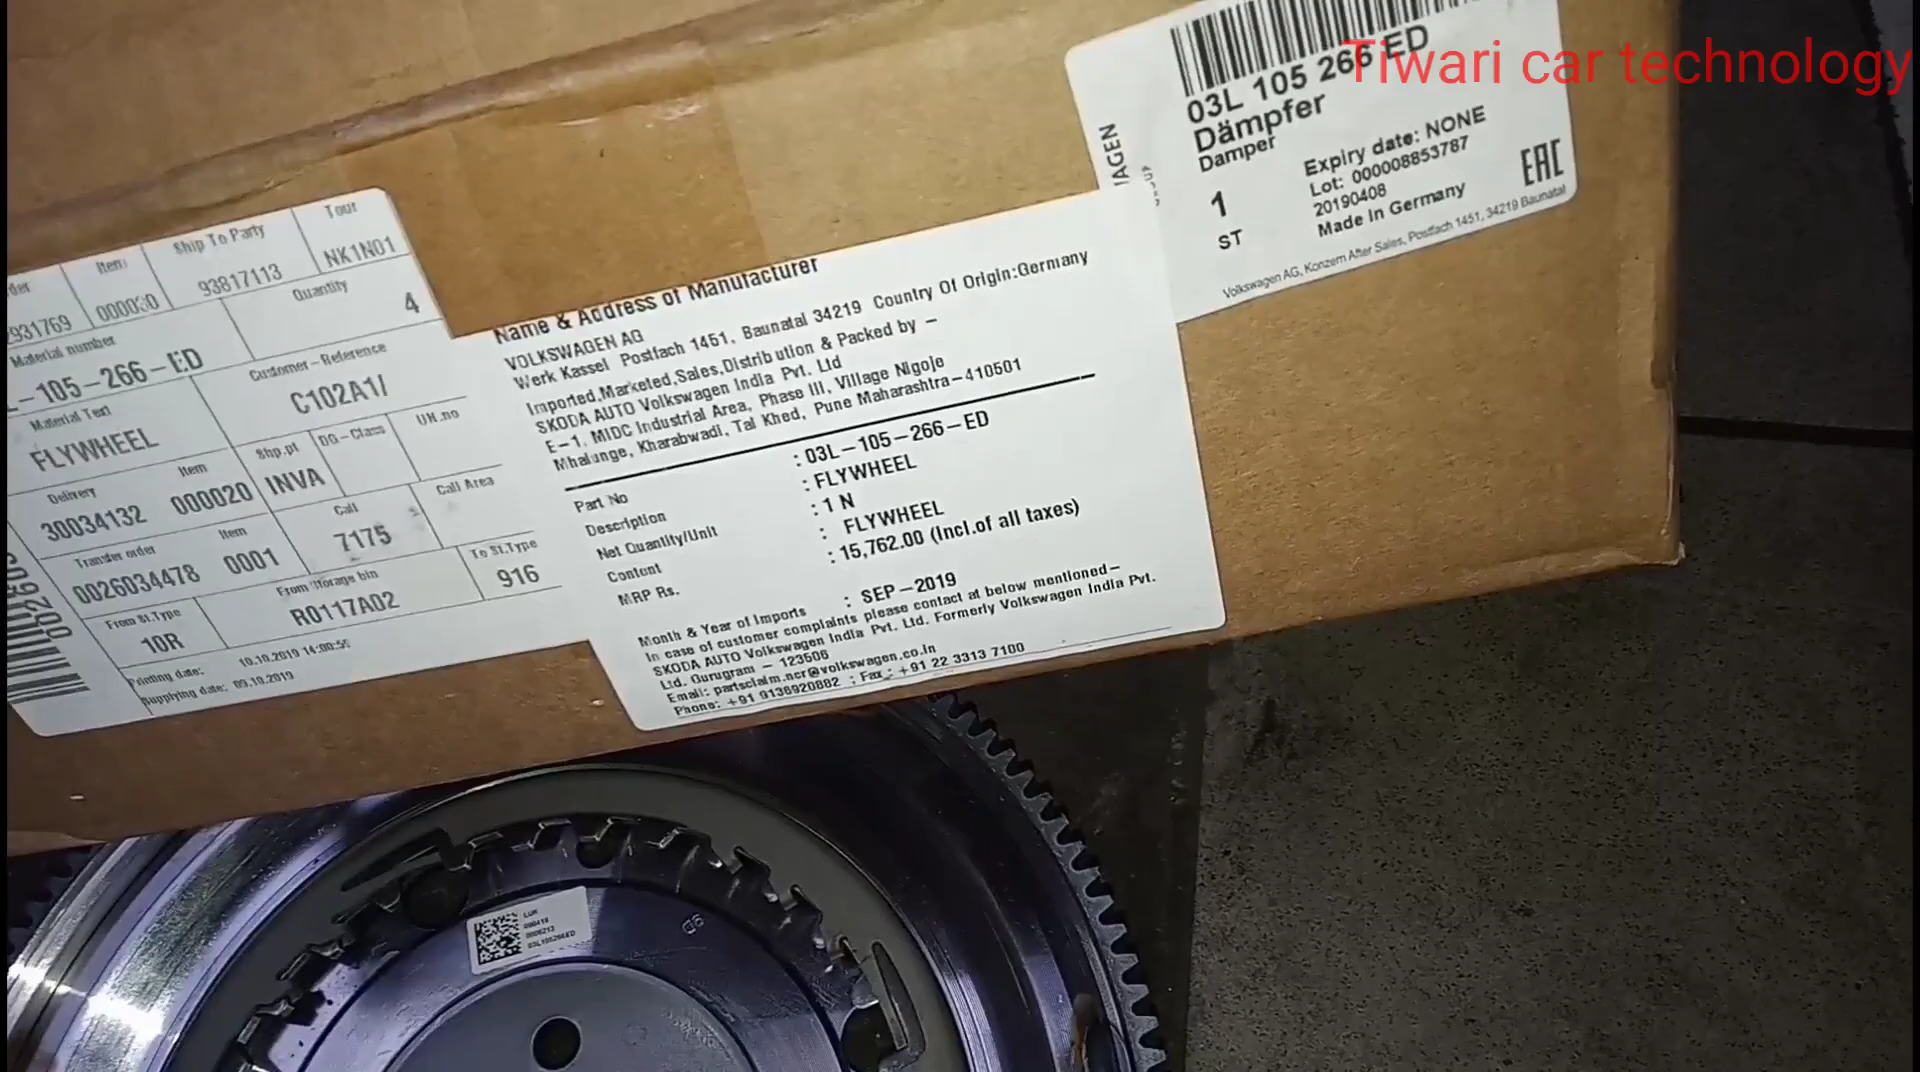 Tiwari car technology
03L 105 266 ED
Dämpfer
Damper
1
ST
Expiry date: NONE
Lot: 000008853787
20190408
Made in Germany
EAC
Volkswagen AG, Konzern After Sales, Postfach 1451, 34219 Baunatal
Item
000030
Ship To Party
93817113
Tour
NK1N01
931769
Quantity
4
Material number
L-105-266-ED
Customer-Reference
C102A1/
Material Text
FLYWHEEL
Shp.pt
INVA
DG-Class
UN.no
Delivery
30034132
Item
000020
Call
7175
Call Area
Transfer order
0026034478
Item
0001
From Storage bin
R0117A02
To St.Type
916
From St.Type
10R
Printing date: 10.10.2019 14:00:
Supplying date: 09.10.2019
Name & Address of Manufacturer
VOLKSWAGEN AG
Werk Kassel Postfach 1451, Baunatal 34219 Country Of Origin:Germany
Imported,Marketed,Sales,Distribution & Packed by -
SKODA AUTO Volkswagen India Pvt. Ltd
E-1, MIDC Industrial Area, Phase III, Village Nigoje
Mhalunge, Kharabwadi, Tal Khed, Pune Maharashtra-410501
Part No : 03L-105-266-ED
Description : FLYWHEEL
Net Quantity/Unit : 1 N
Content : FLYWHEEL
MRP Rs. : 15,762.00 (Incl.of all taxes)
Month & Year of Imports : SEP-2019
In case of customer complaints please contact at below mentioned-
SKODA AUTO Volkswagen India Pvt. Ltd. Formerly Volkswagen India Pvt.
Ltd. Gurugram - 123506
Email: partsclaim.ncr@volkswagen.co.in
Phone: +91 9138920882 ; Fax : +91 22 3313 7100
LUK
03L105266ED